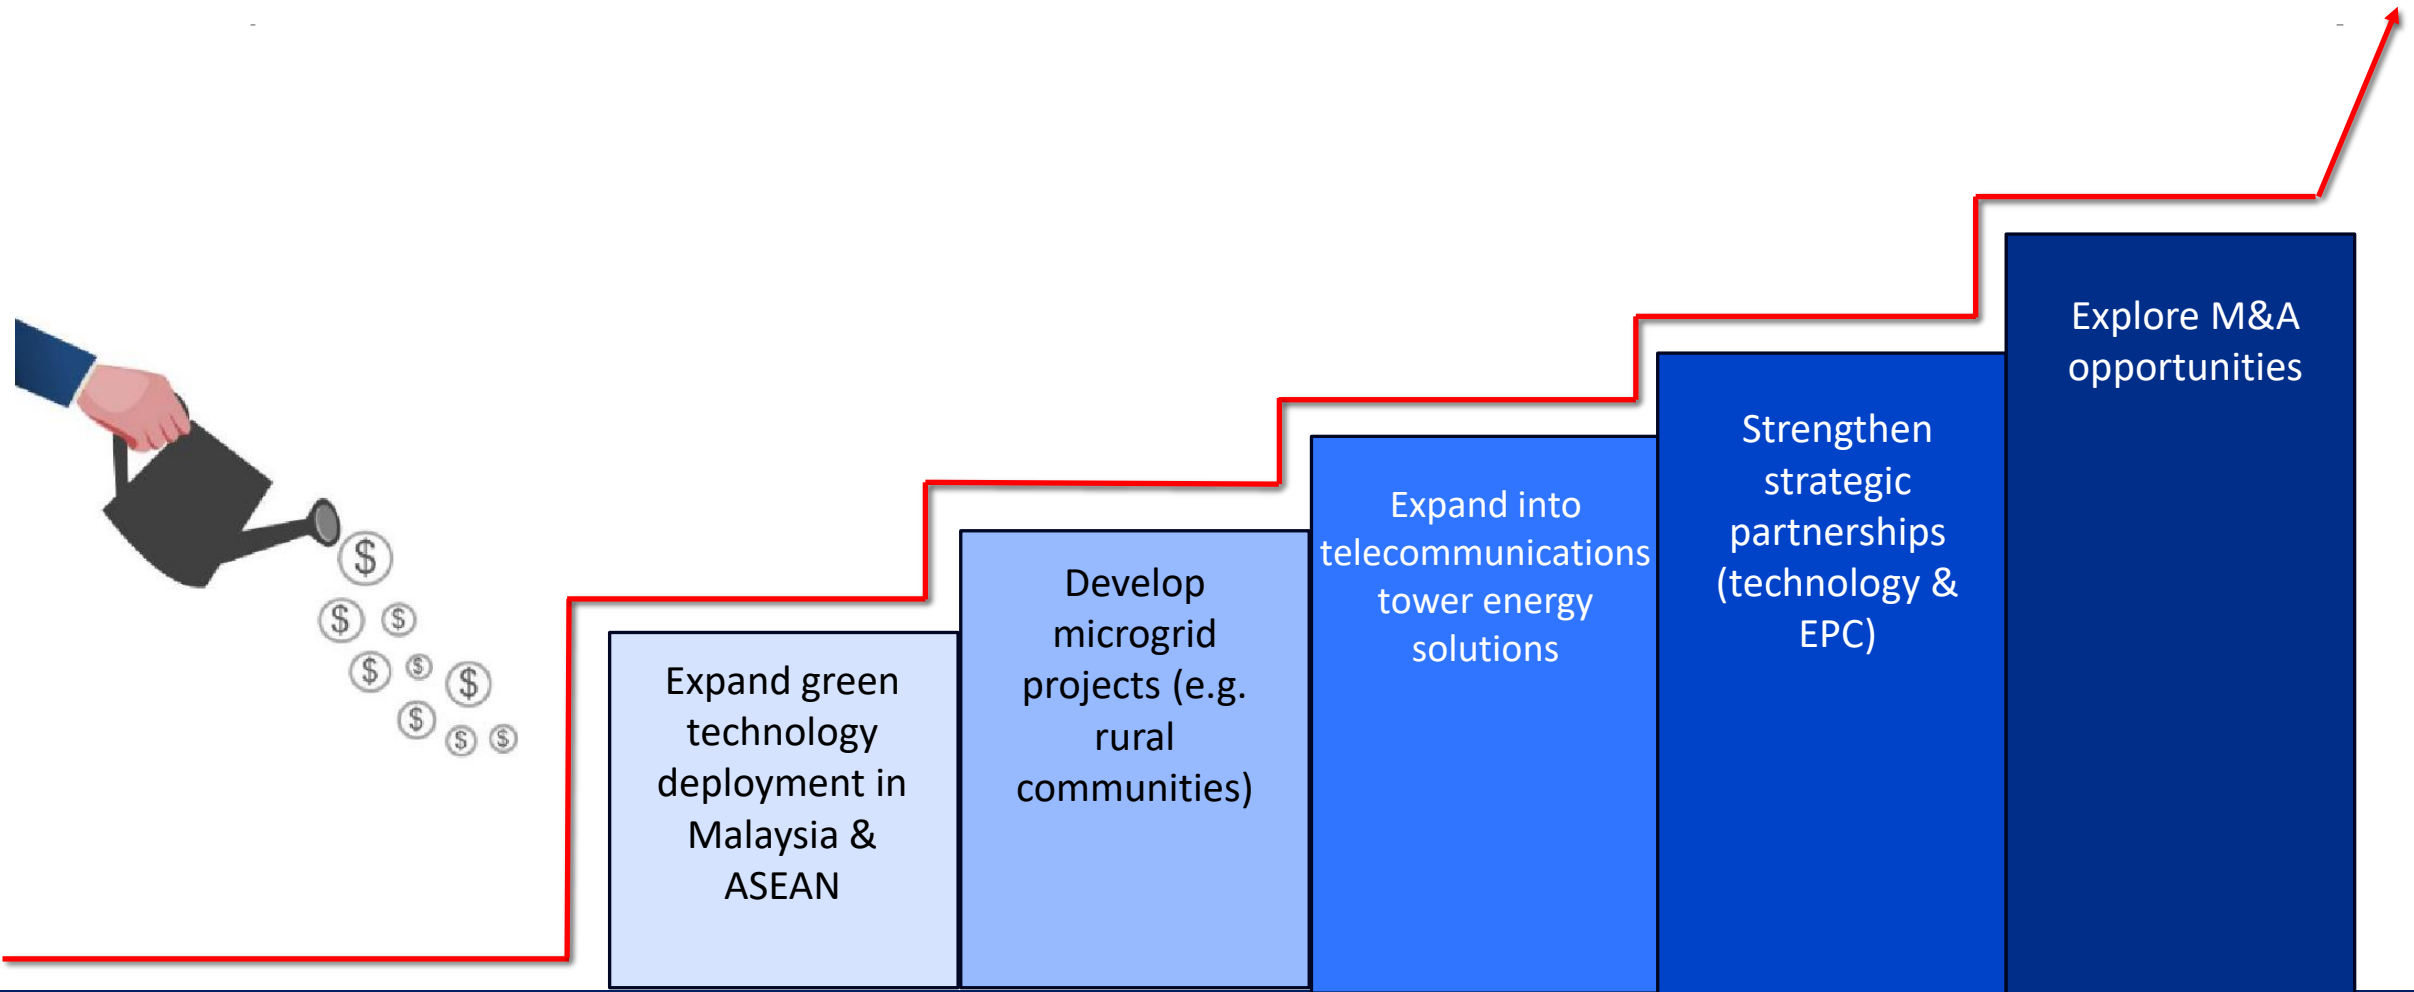 Expand green
technology
deployment in
Malaysia &
ASEAN
Develop
microgrid
projects (e.g.
rural
communities)
Expand into
telecommunications
tower energy
solutions
Strengthen
strategic
partnerships
(technology &
EPC)
Explore M&A
opportunities
$
$
$
$
$
$
$
$
$